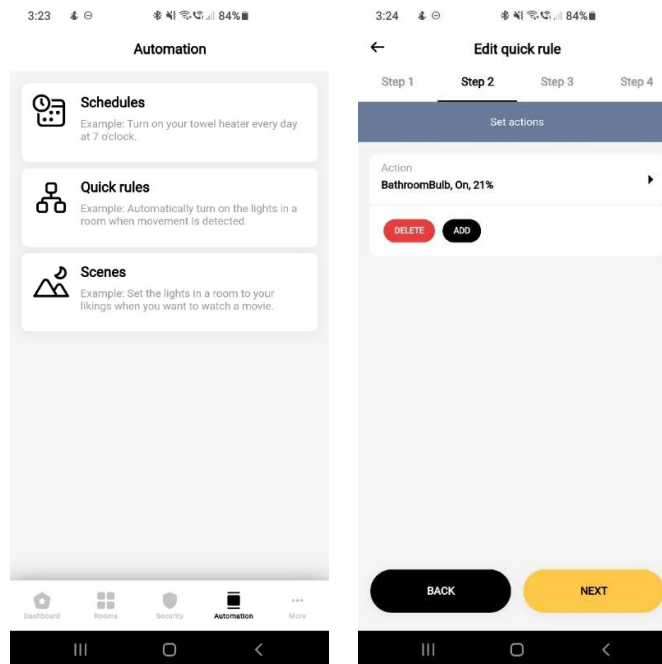 3:23 84%
Automation
Schedules
Example: Turn on your towel heater every day
at 7 o'clock.
Quick rules
Example: Automatically turn on the lights in a
room when movement is detected.
Scenes
Example: Set the lights in a room to your
likings when you want to watch a movie.
Dashboard Rooms Security Automation More
3:24 84%
Edit quick rule
Step 1 Step 2 Step 3 Step 4
Set actions
Action
BathroomBulb, On, 21%
DELETE ADD
BACK NEXT